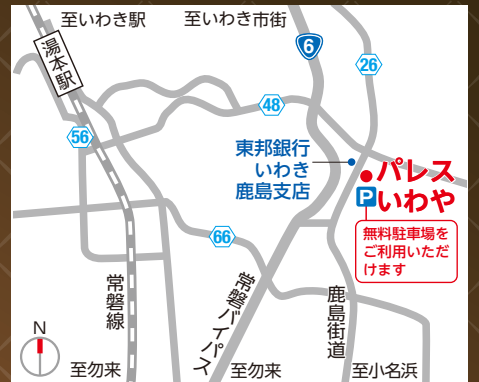 至いわき駅
至いわき市街
湯本駅
6
26
48
56
東邦銀行
いわき
鹿島支店
パレス
いわや
P
無料駐車場を
ご利用いただ
けます
66
常磐線
常磐バイパス
鹿島街道
N
至勿来
至勿来
至小名浜